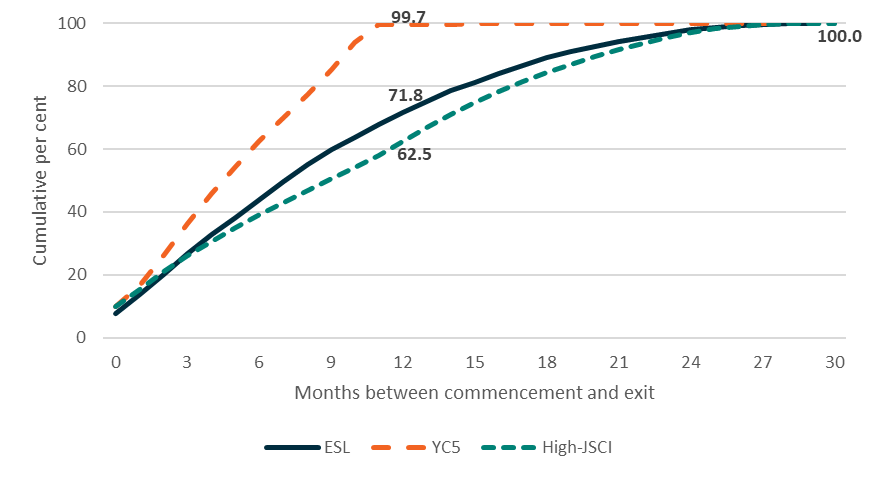 Cumulative per cent
100
80
60
40
20
0
99.7
71.8
62.5
100.0
0 3 6 9 12 15 18 21 24 27 30
Months between commencement and exit
ESL YC5 High-JSCI